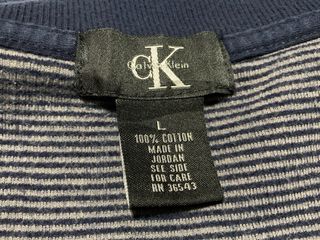 CK
Calvin Klein
L
100% COTTON
MADE IN
JORDAN
SEE SIDE
FOR CARE
RN 36543